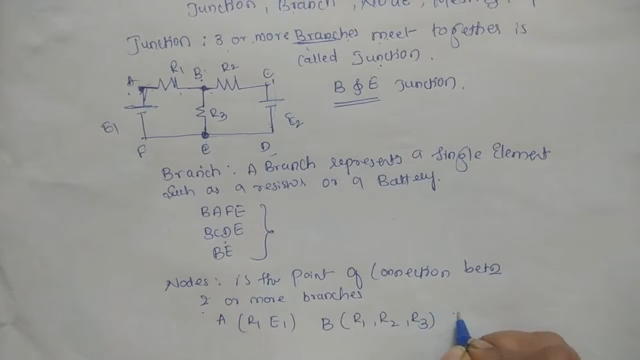 Junction, Branch, Node,
Junction : 3 or more Branches meet together is
called Junction.
R1 R2
A B C
B & E Junction.
R3
E1 E2
F E D
Branch : A Branch represents a single Element
such as a resistor or a Battery.
BAFE
BCDE
BE
Nodes : is the point of Connection bet2
2 or more branches
A (R1 E1) B (R1, R2, R3)